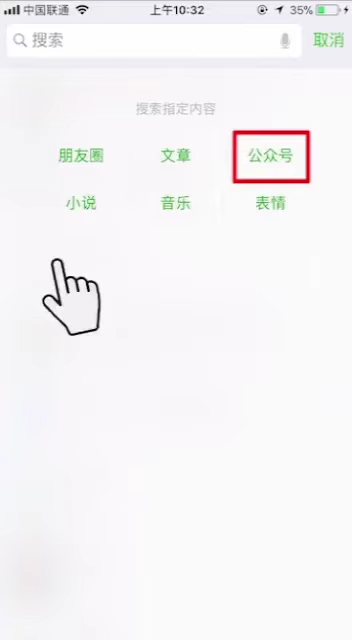 中国联通 上午10:32 35%
搜索 取消
搜索指定内容
朋友圈 文章 公众号
小说 音乐 表情